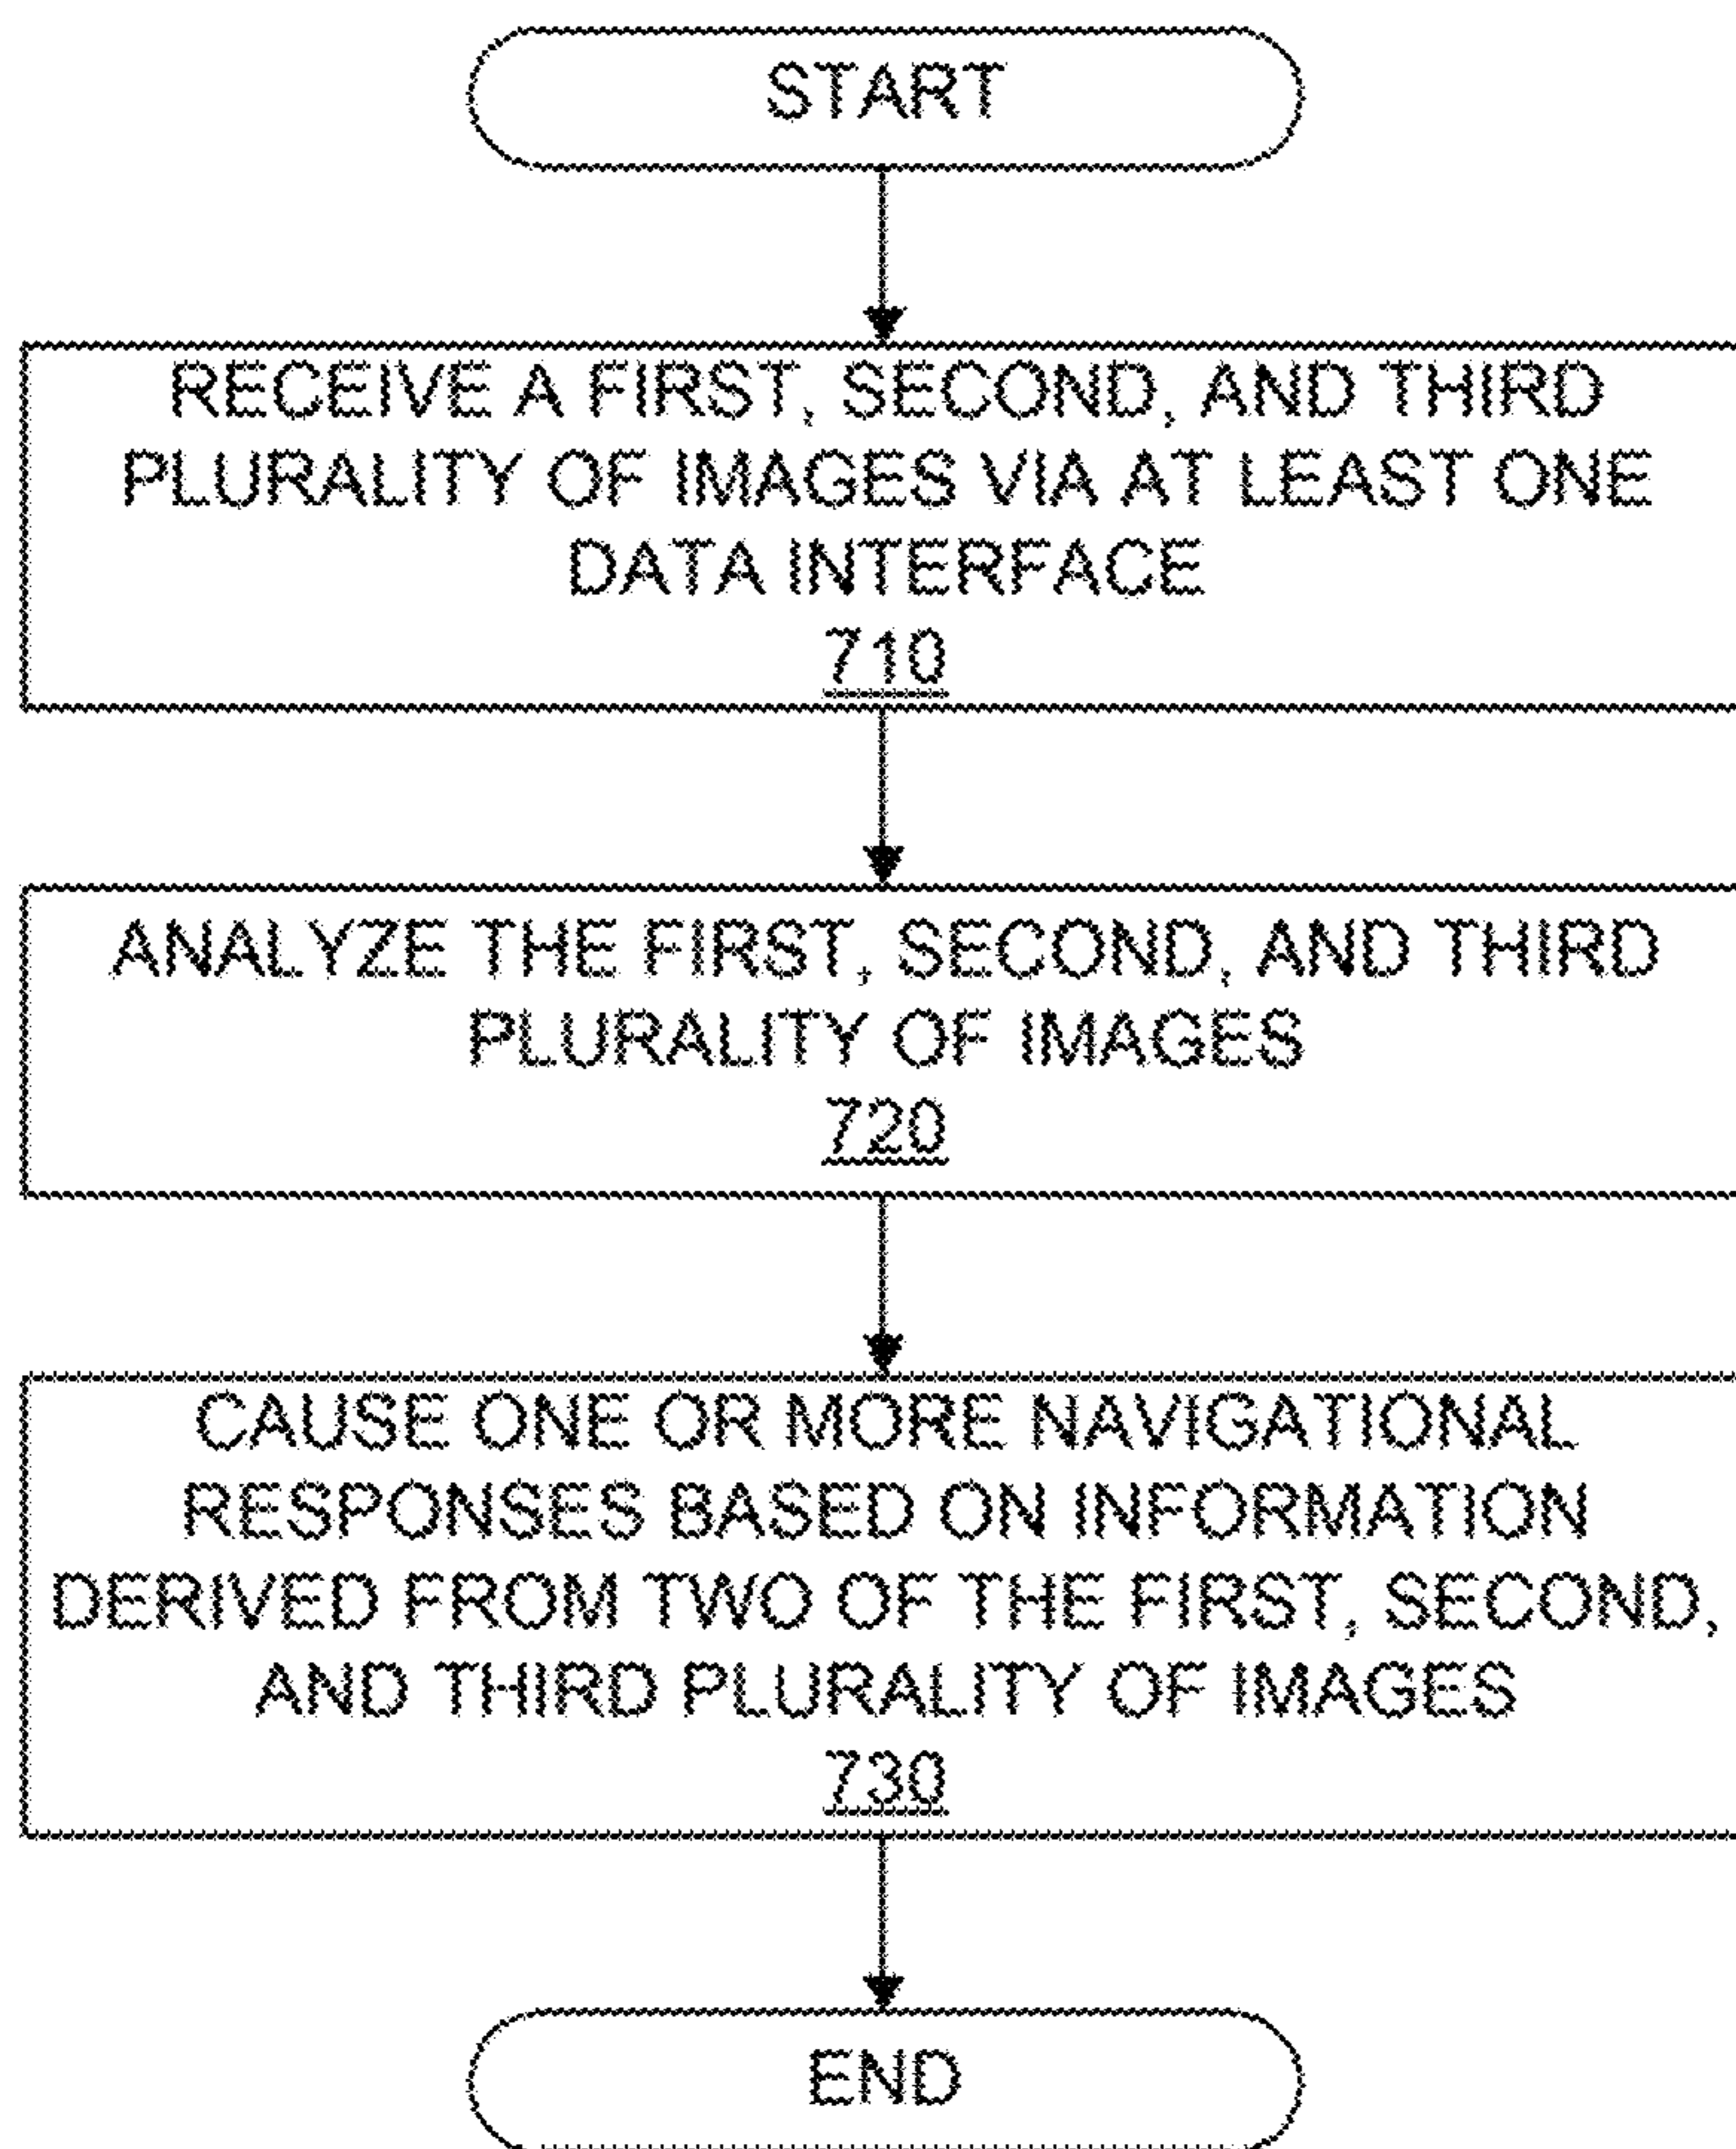 START
RECEIVE A FIRST, SECOND, AND THIRD
PLURALITY OF IMAGES VIA AT LEAST ONE
DATA INTERFACE
710
ANALYZE THE FIRST, SECOND, AND THIRD
PLURALITY OF IMAGES
720
CAUSE ONE OR MORE NAVIGATIONAL
RESPONSES BASED ON INFORMATION
DERIVED FROM TWO OF THE FIRST, SECOND,
AND THIRD PLURALITY OF IMAGES
730
END